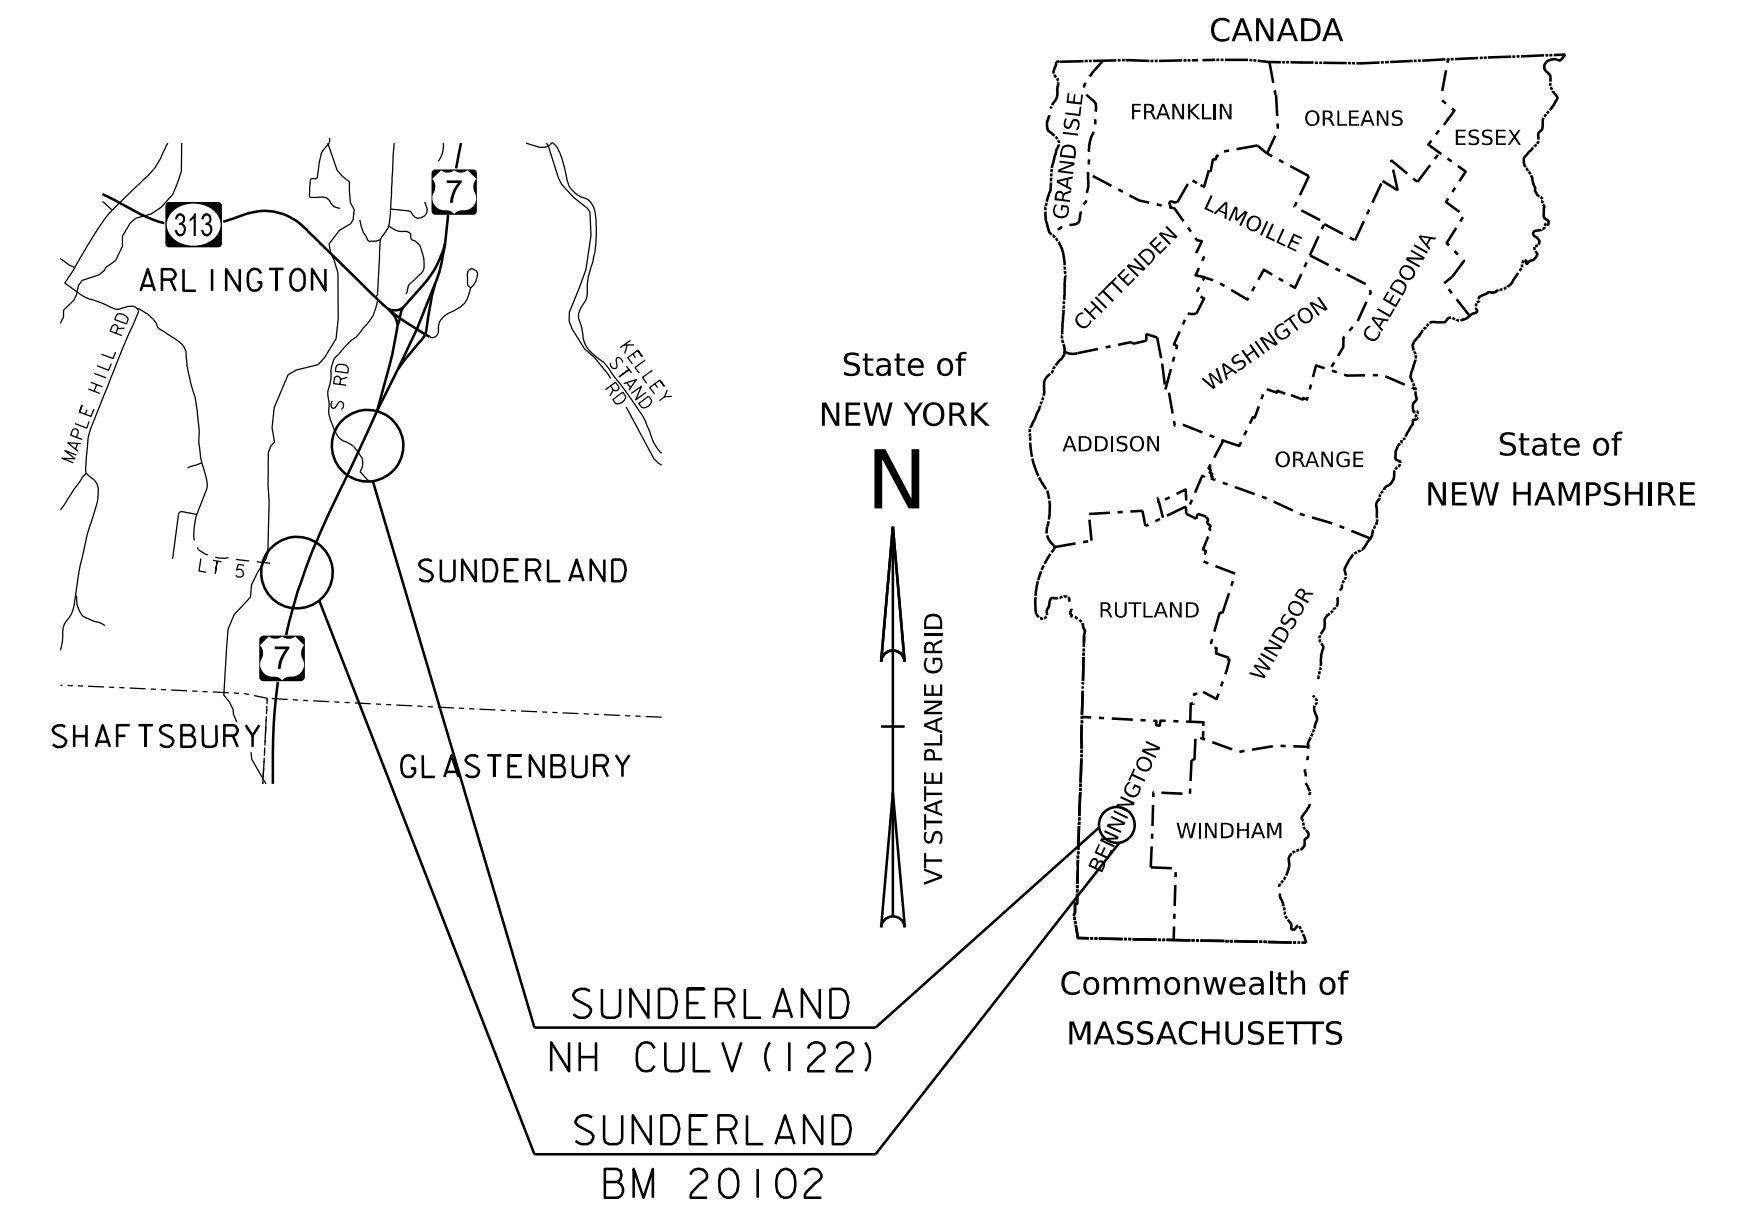 CANADA
FRANKLIN
ORLEANS
ESSEX
GRAND ISLE
LAMOILLE
CHITTENDEN
CALEDONIA
WASHINGTON
State of
NEW YORK
ADDISON
ORANGE
State of
NEW HAMPSHIRE
RUTLAND
WINDSOR
BENNINGTON
WINDHAM
Commonwealth of
MASSACHUSETTS
N
VT STATE PLANE GRID
7
313
ARLINGTON
MAPLE HILL RD
S RD
KELLEY
STAND
RD
LT 5
SUNDERLAND
7
SHAFTSBURY
GLASTENBURY
SUNDERLAND
NH CULV (122)
SUNDERLAND
BM 20102